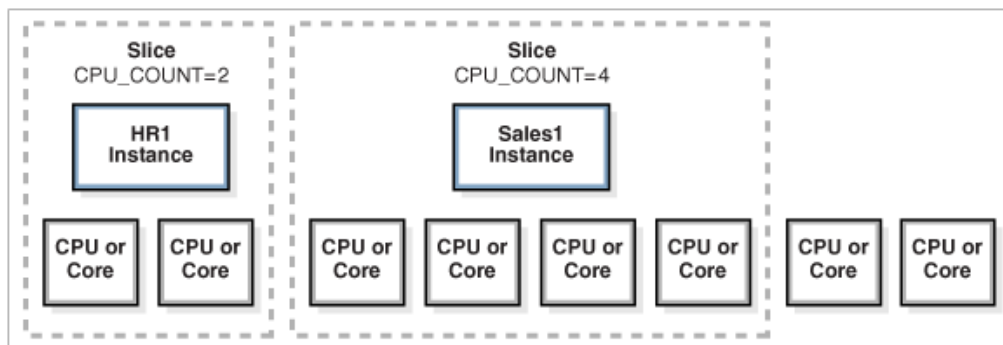 Slice
CPU_COUNT=2
HR1
Instance
CPU or
Core
CPU or
Core
Slice
CPU_COUNT=4
Sales1
Instance
CPU or
Core
CPU or
Core
CPU or
Core
CPU or
Core
CPU or
Core
CPU or
Core